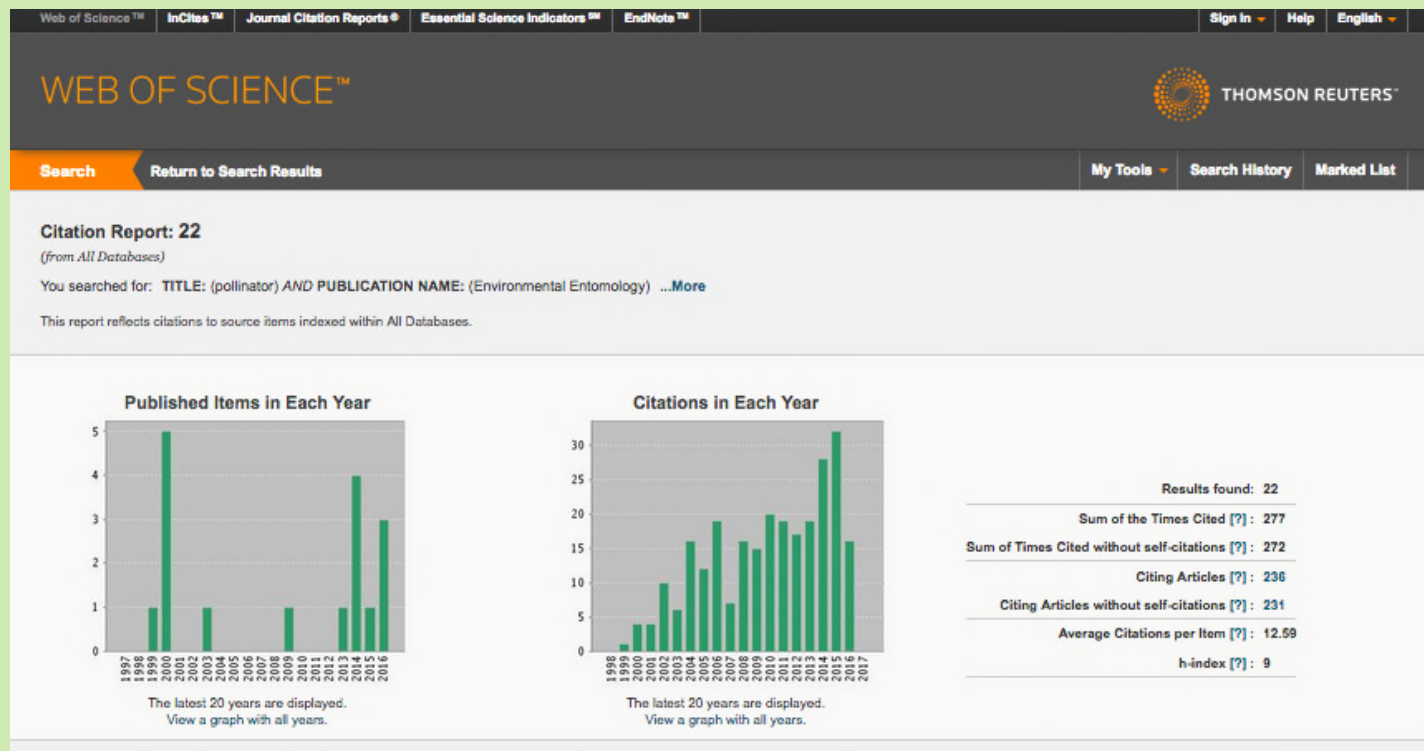 Web of Science™ InCites™ Journal Citation Reports® Essential Science Indicators℠ EndNote™ Sign In Help English
WEB OF SCIENCE™
THOMSON REUTERS™
Search Return to Search Results My Tools Search History Marked List
Citation Report: 22
(from All Databases)
You searched for: TITLE: (pollinator) AND PUBLICATION NAME: (Environmental Entomology) ...More
This report reflects citations to source items indexed within All Databases.
Published Items in Each Year
5
4
3
2
1
0
1997 1998 1999 2000 2001 2002 2003 2004 2005 2006 2007 2008 2009 2010 2011 2012 2013 2014 2015 2016
The latest 20 years are displayed.
View a graph with all years.
Citations in Each Year
30
25
20
15
10
5
0
1998 1999 2000 2001 2002 2003 2004 2005 2006 2007 2008 2009 2010 2011 2012 2013 2014 2015 2016 2017
The latest 20 years are displayed.
View a graph with all years.
Results found: 22
Sum of the Times Cited [?] : 277
Sum of Times Cited without self-citations [?] : 272
Citing Articles [?] : 236
Citing Articles without self-citations [?] : 231
Average Citations per Item [?] : 12.59
h-index [?] : 9